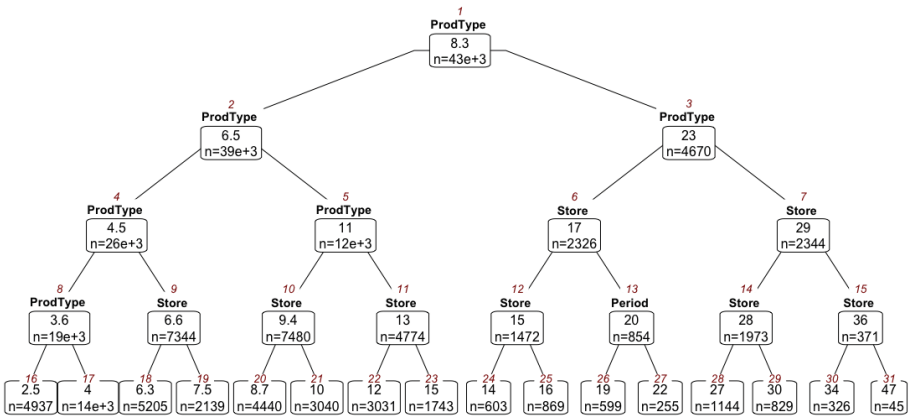 1
ProdType
8.3
n=43e+3
2
ProdType
6.5
n=39e+3
3
ProdType
23
n=4670
4
ProdType
4.5
n=26e+3
5
ProdType
11
n=12e+3
6
Store
17
n=2326
7
Store
29
n=2344
8
ProdType
3.6
n=19e+3
9
Store
6.6
n=7344
10
Store
9.4
n=7480
11
Store
13
n=4774
12
Store
15
n=1472
13
Period
20
n=854
14
Store
28
n=1973
15
Store
36
n=371
16
2.5
n=4937
17
4
n=14e+3
18
6.3
n=5205
19
7.5
n=2139
20
8.7
n=4440
21
10
n=3040
22
12
n=3031
23
15
n=1743
24
14
n=603
25
16
n=869
26
19
n=599
27
22
n=255
28
27
n=1144
29
30
n=829
30
34
n=326
31
47
n=45